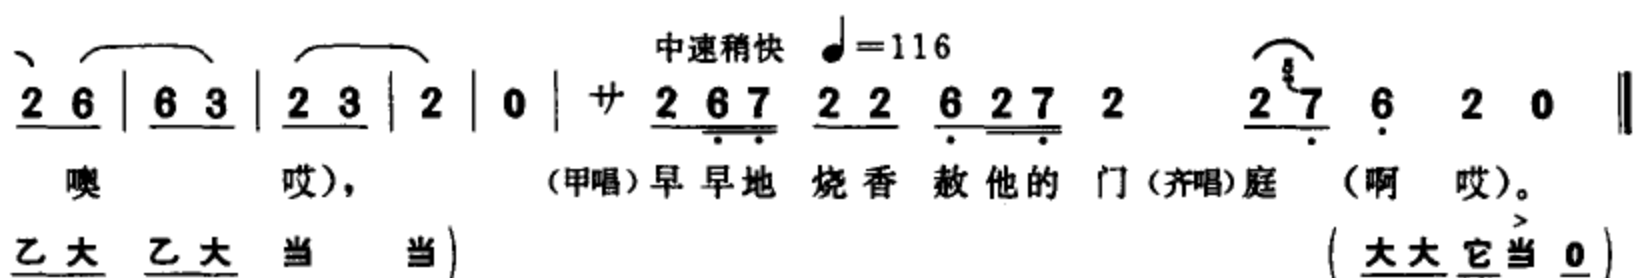 中速稍快 ♩=116
2 6 | 6 3 | 2 3 | 2 | 0 | サ 2 6 7 2 2 6 2 7 2 2 7 6 2 0 ‖
噢 哎), (甲唱)早 早 地 烧 香 赦 他 的 门 (齐唱)庭 (啊 哎)。
乙 大 乙 大 当 当) (大 大 它 当 0)